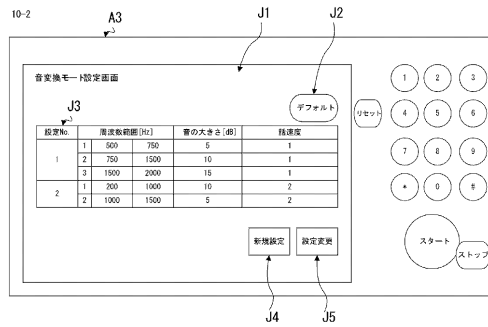 10-2
A3
J1
J2
音変換モード設定画面
デフォルト
J3
設定No. 周波数範囲[Hz] 音の大きさ[dB] 話速度
1 1 500 750 5 1
2 750 1500 10 1
3 1500 2000 15 1
2 1 200 1000 10 2
2 1000 1500 5 2
新規設定 設定変更
J4 J5
1 2 3
リセット 4 5 6
7 8 9
* 0 #
スタート
ストップ